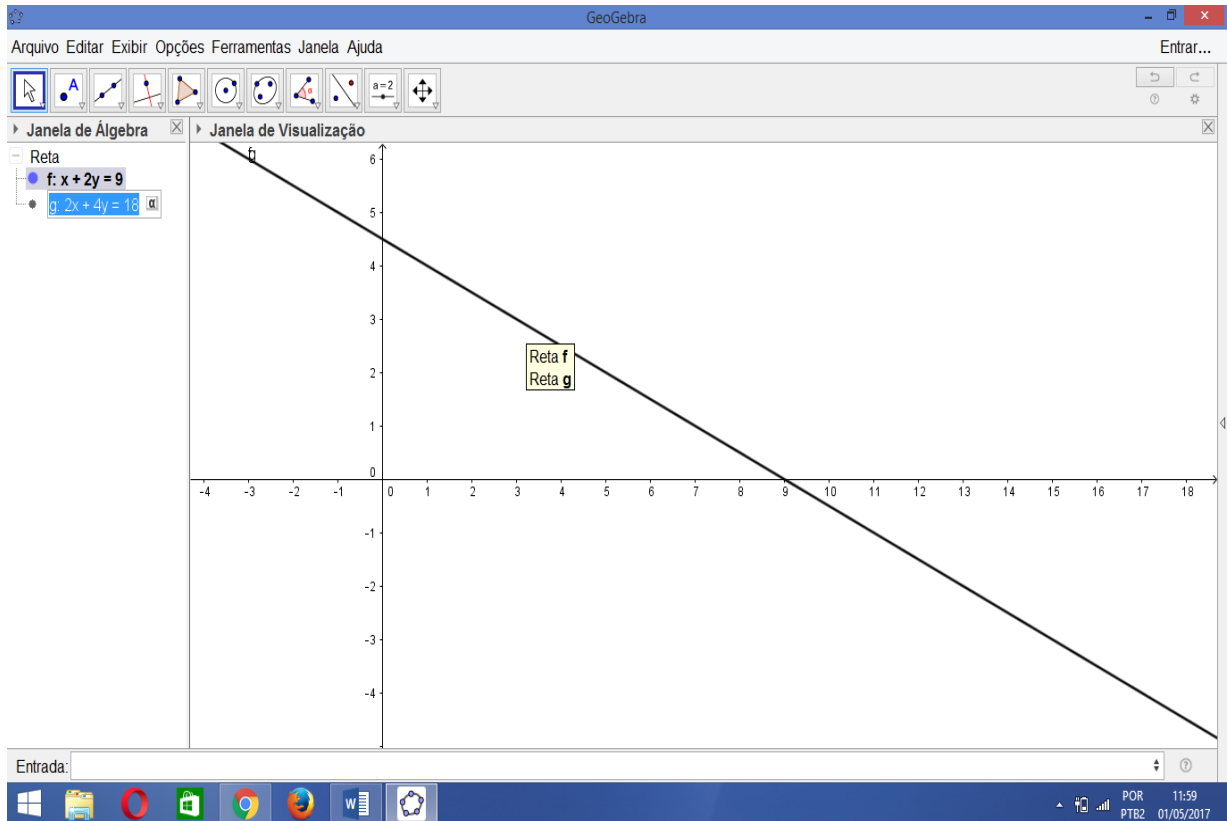 GeoGebra
Arquivo Editar Exibir Opções Ferramentas Janela Ajuda
Entrar...
A
α
a=2
Janela de Álgebra
Janela de Visualização
Reta
f: x + 2y = 9
g: 2x + 4y = 18 α
f
g
6
5
4
3
2
1
0
-1
-2
-3
-4
-4 -3 -2 -1 0 1 2 3 4 5 6 7 8 9 10 11 12 13 14 15 16 17 18
Reta f
Reta g
Entrada:
W
POR 11:59
PTB2 01/05/2017